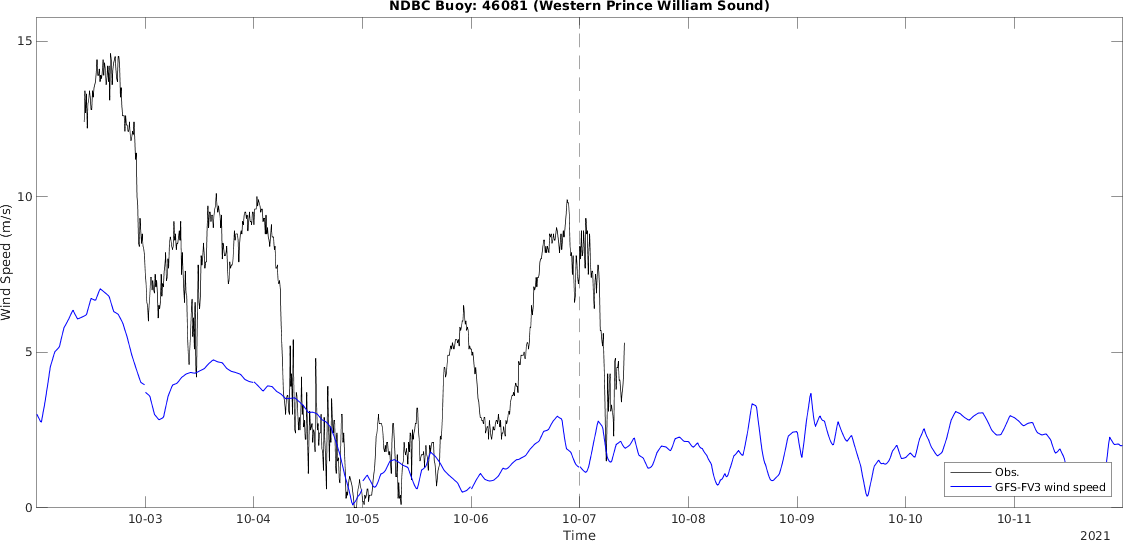 NDBC Buoy: 46081 (Western Prince William Sound)
Wind Speed (m/s)
15
10
5
0
10-03 10-04 10-05 10-06 10-07 10-08 10-09 10-10 10-11
Time
2021
Obs.
GFS-FV3 wind speed